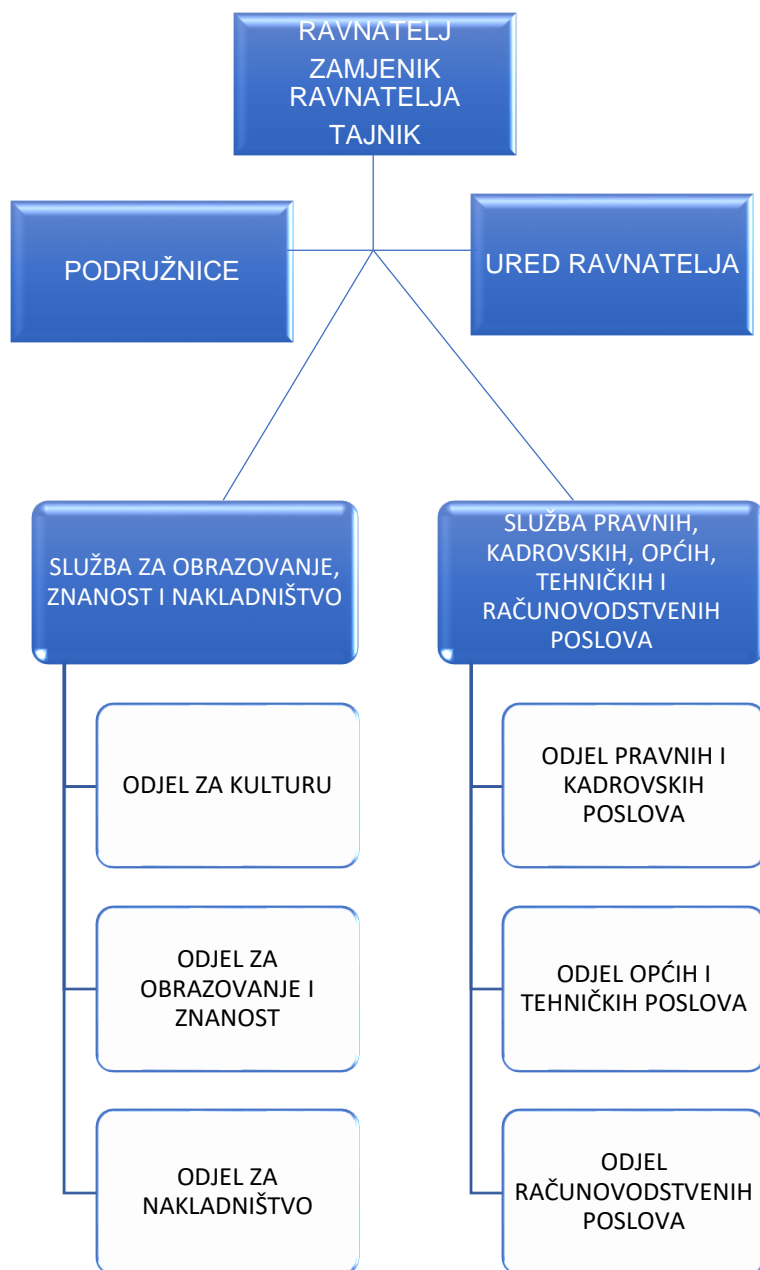 RAVNATELJ
ZAMJENIK
RAVNATELJA
TAJNIK
PODRUŽNICE
URED RAVNATELJA
SLUŽBA ZA OBRAZOVANJE,
ZNANOST I NAKLADNIŠTVO
SLUŽBA PRAVNIH,
KADROVSKIH, OPĆIH,
TEHNIČKIH I
RAČUNOVODSTVENIH
POSLOVA
ODJEL ZA KULTURU
ODJEL PRAVNIH I
KADROVSKIH
POSLOVA
ODJEL ZA
OBRAZOVANJE I
ZNANOST
ODJEL OPĆIH I
TEHNIČKIH POSLOVA
ODJEL ZA
NAKLADNIŠTVO
ODJEL
RAČUNOVODSTVENIH
POSLOVA